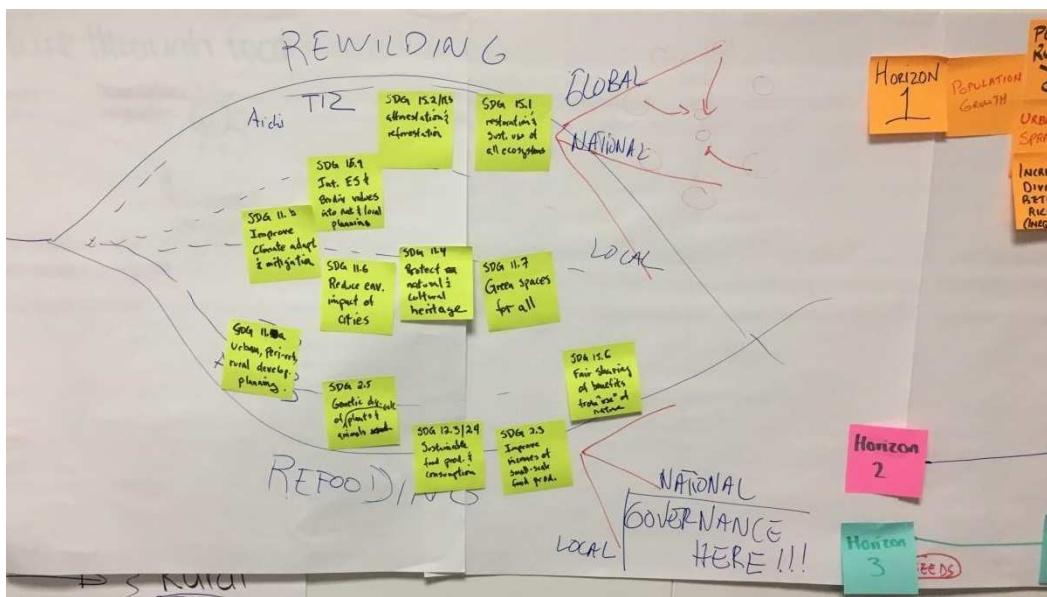 REWILDING
TIZ
SDG 15.2/15.3
afforestation &
reforestation
SDG 15.1
restoration &
sust. use of
all ecosystems
GLOBAL
NATIONAL
LOCAL
SDG 15.9
Int. ES &
values
into nat & local
planning
SDG 11.b
Improve
climate adapt
& mitigation
SDG 11.6
Reduce env.
impact of
cities
SDG 11.4
Protect
natural &
cultural
heritage
SDG 11.7
Green spaces
for all
SDG 11.a
Urban, peri-urb,
rural develop.
planning.
SDG 2.5
Genetic
of plants &
animals
SDG 12.3/2.4
Sustainable
food prod. &
consumption
SDG 2.3
Improve
incomes of
small-scale
food prod.
SDG 15.6
Fair sharing
of benefits
from "use" of
nature
REFOODING
NATIONAL
LOCAL
GOVERNANCE
HERE!!!
HORIZON
1
POPULATION
GROWTH
Horizon
2
Horizon
3
EEDS